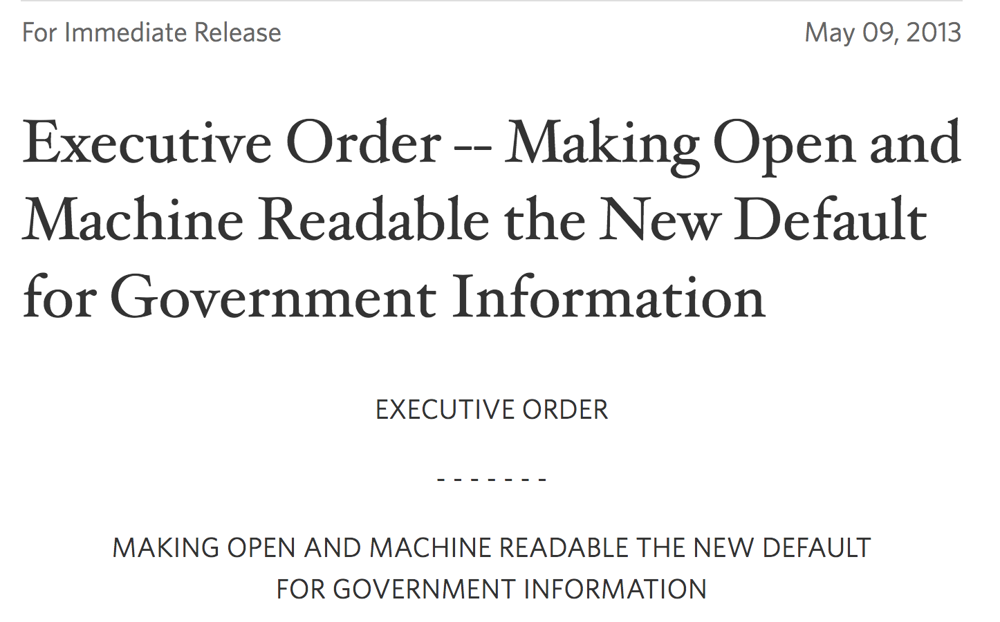 For Immediate Release May 09, 2013
Executive Order -- Making Open and
Machine Readable the New Default
for Government Information
EXECUTIVE ORDER
- - - - - - -
MAKING OPEN AND MACHINE READABLE THE NEW DEFAULT
FOR GOVERNMENT INFORMATION